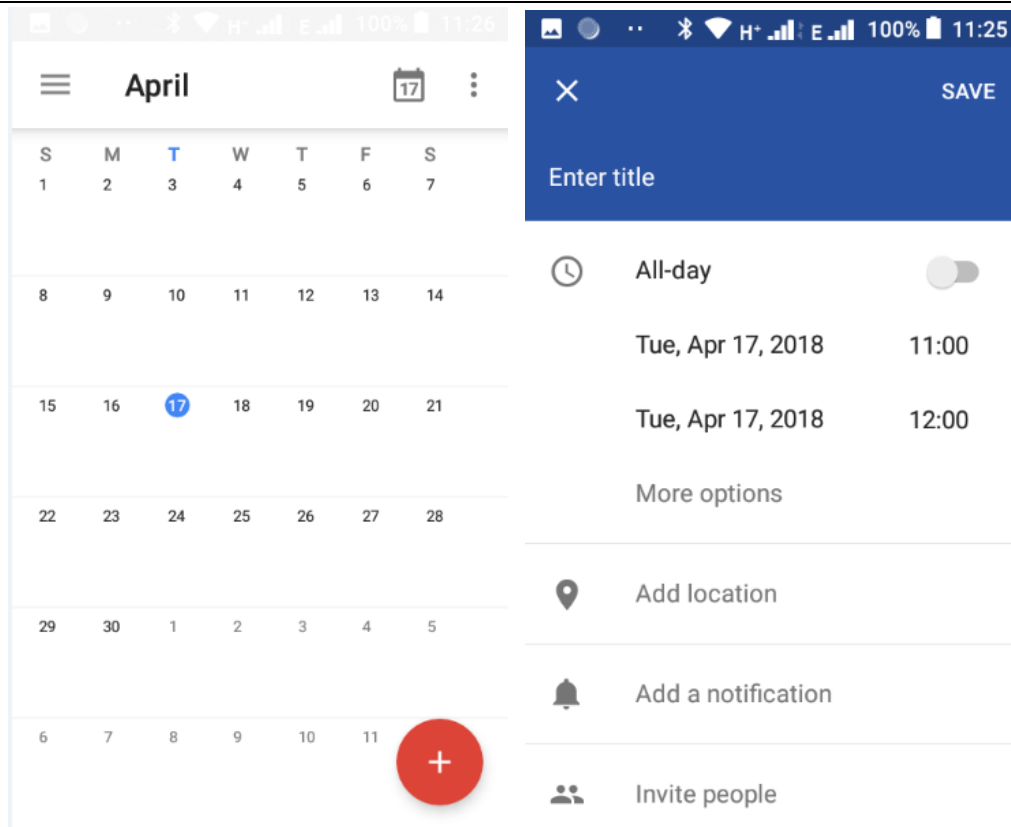 H+ E 100% 11:26
April 17
S M T W T F S
1 2 3 4 5 6 7
8 9 10 11 12 13 14
15 16 17 18 19 20 21
22 23 24 25 26 27 28
29 30 1 2 3 4 5
6 7 8 9 10 11
H+ E 100% 11:25
SAVE
Enter title
All-day
Tue, Apr 17, 2018 11:00
Tue, Apr 17, 2018 12:00
More options
Add location
Add a notification
Invite people